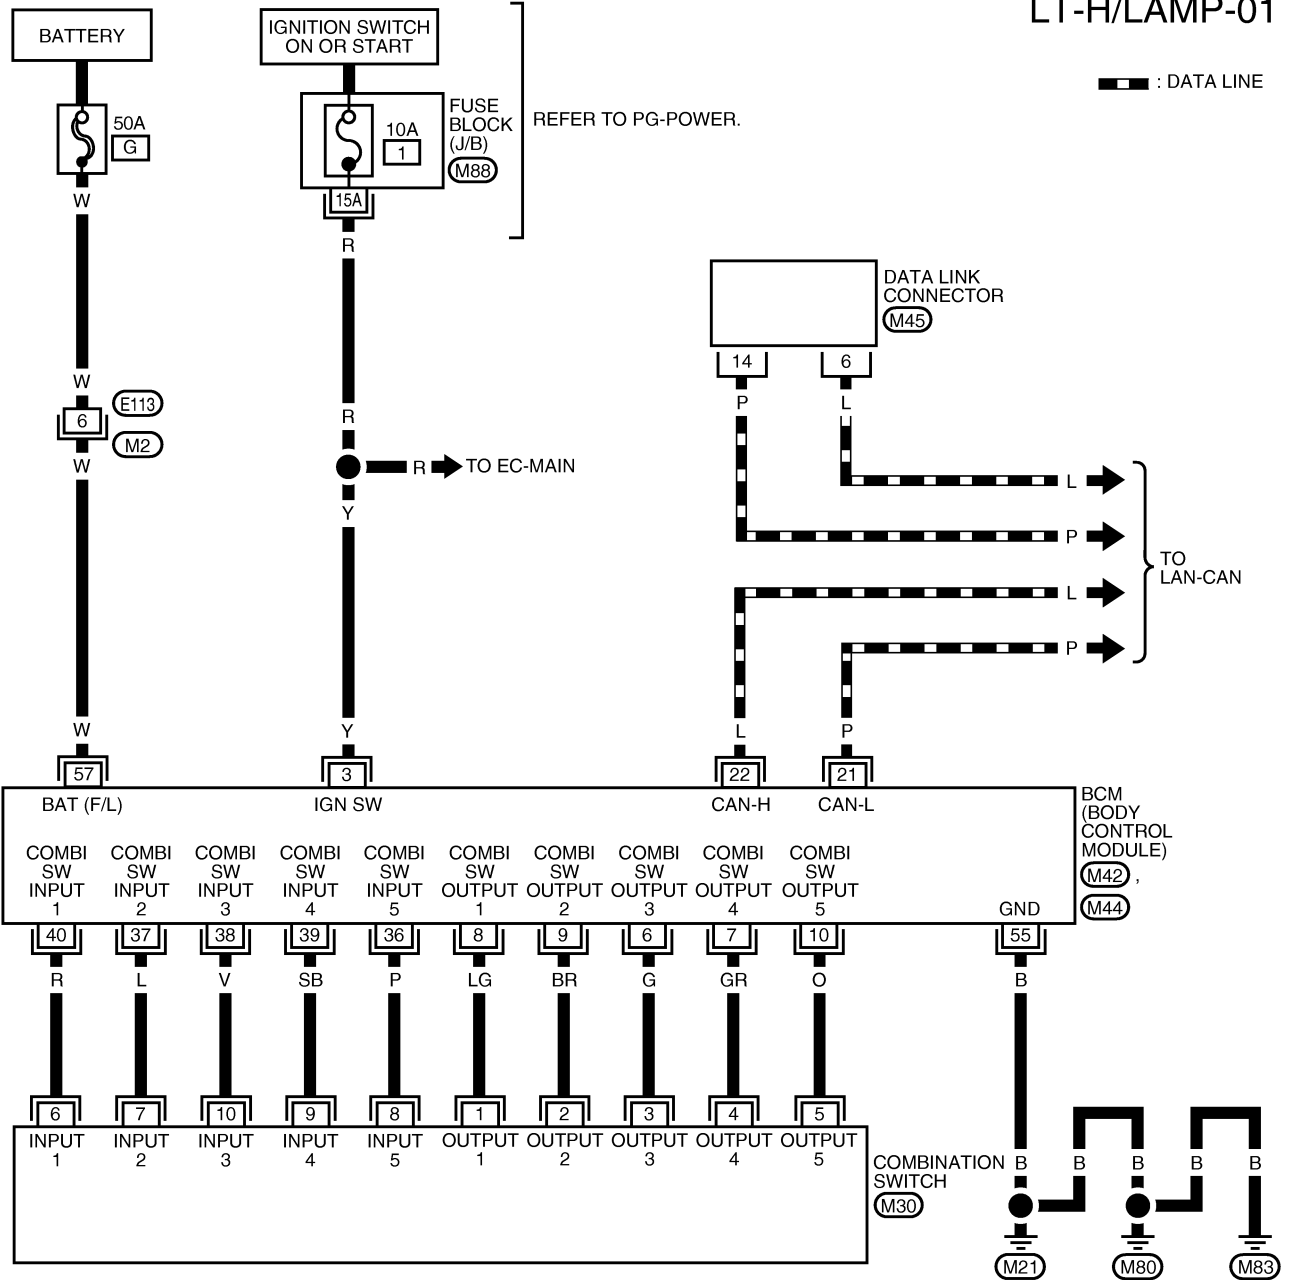 LT-H/LAMP-01
BATTERY
IGNITION SWITCH
ON OR START
: DATA LINE
50A
G
10A
1
FUSE
BLOCK
(J/B)
M88
REFER TO PG-POWER.
15A
W
R
DATA LINK
CONNECTOR
M45
14
6
W
E113
6
M2
W
R
R
TO EC-MAIN
Y
P
L
L
P
L
P
TO
LAN-CAN
W
Y
L
P
57
3
22
21
BAT (F/L)
IGN SW
CAN-H
CAN-L
BCM
(BODY
CONTROL
MODULE)
M42 ,
M44
COMBI
SW
INPUT
1
COMBI
SW
INPUT
2
COMBI
SW
INPUT
3
COMBI
SW
INPUT
4
COMBI
SW
INPUT
5
COMBI
SW
OUTPUT
1
COMBI
SW
OUTPUT
2
COMBI
SW
OUTPUT
3
COMBI
SW
OUTPUT
4
COMBI
SW
OUTPUT
5
GND
40
37
38
39
36
8
9
6
7
10
55
R
L
V
SB
P
LG
BR
G
GR
O
B
6
7
10
9
8
1
2
3
4
5
INPUT
1
INPUT
2
INPUT
3
INPUT
4
INPUT
5
OUTPUT
1
OUTPUT
2
OUTPUT
3
OUTPUT
4
OUTPUT
5
COMBINATION
SWITCH
M30
B
B
B
B
B
M21
M80
M83